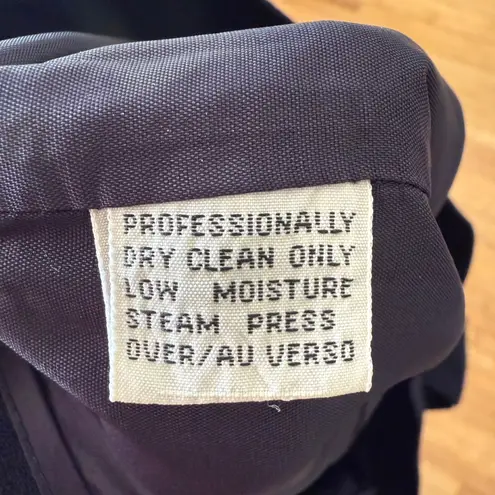 PROFESSIONALLY
DRY CLEAN ONLY
LOW MOISTURE
STEAM PRESS
OVER/AU VERSO